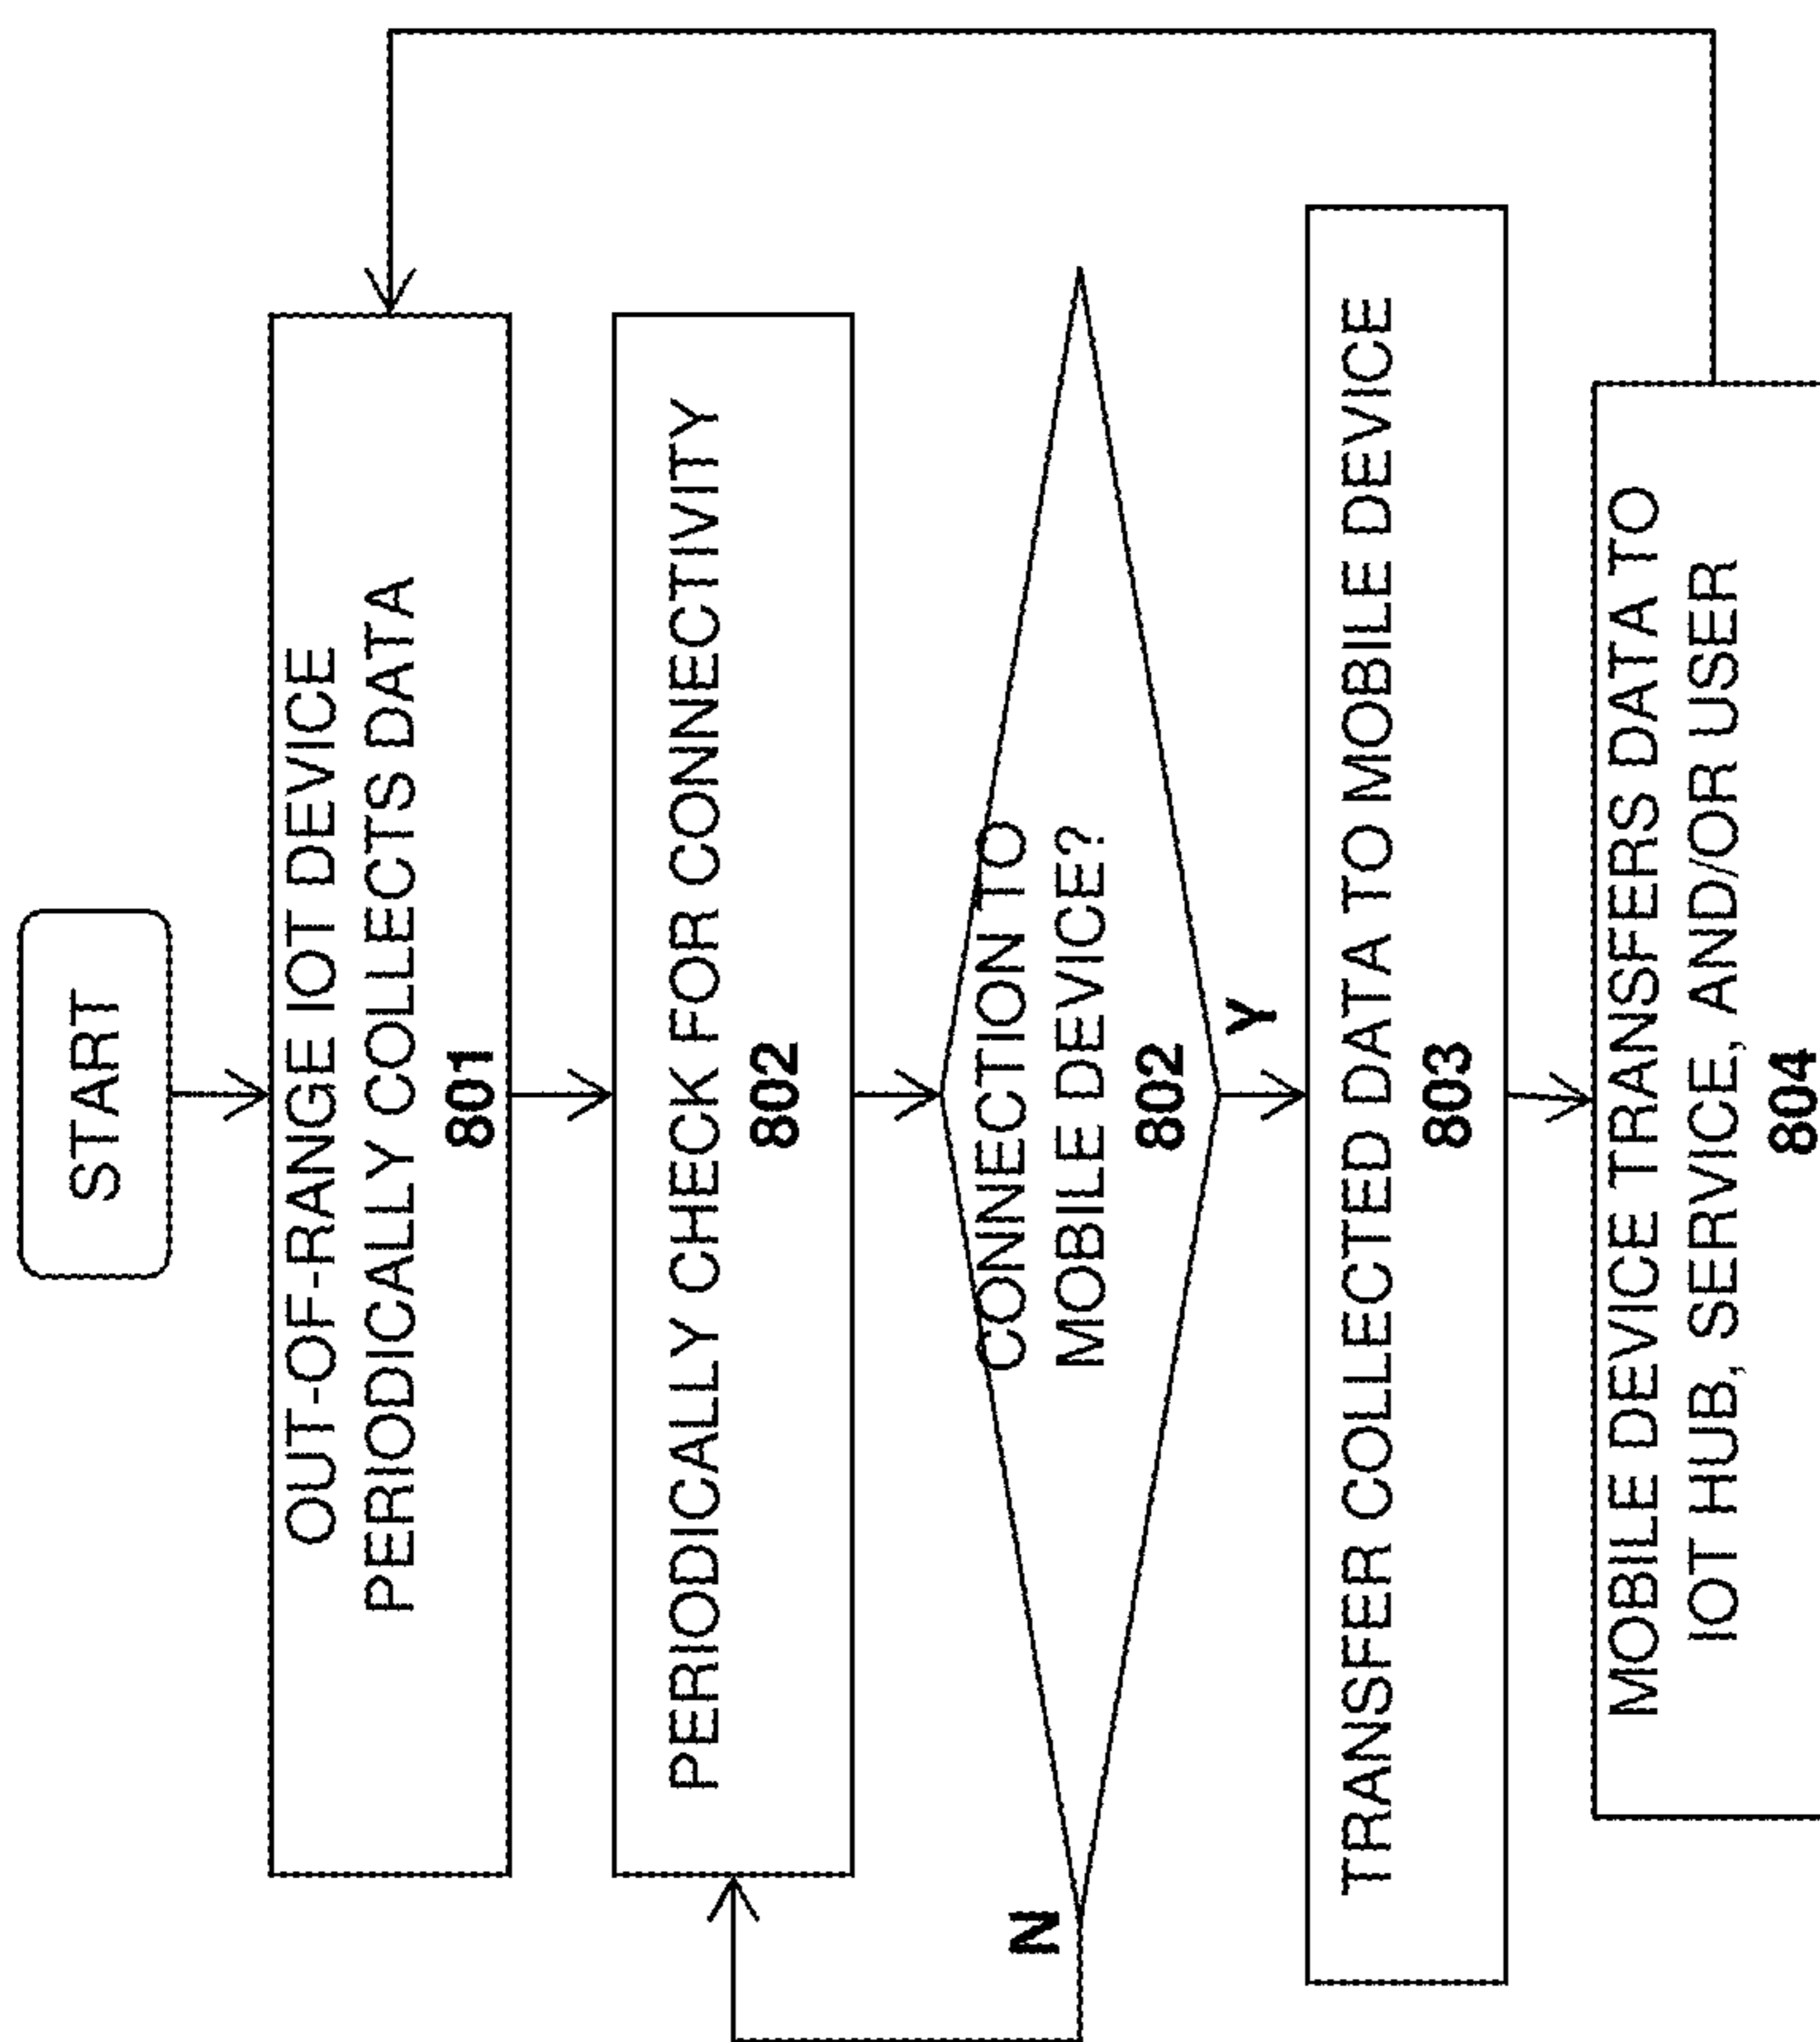 START
OUT-OF-RANGE IOT DEVICE
PERIODICALLY COLLECTS DATA
801
PERIODICALLY CHECK FOR CONNECTIVITY
802
CONNECTION TO
MOBILE DEVICE?
802
N
Y
TRANSFER COLLECTED DATA TO MOBILE DEVICE
803
MOBILE DEVICE TRANSFERS DATA TO
IOT HUB, SERVICE, AND/OR USER
804